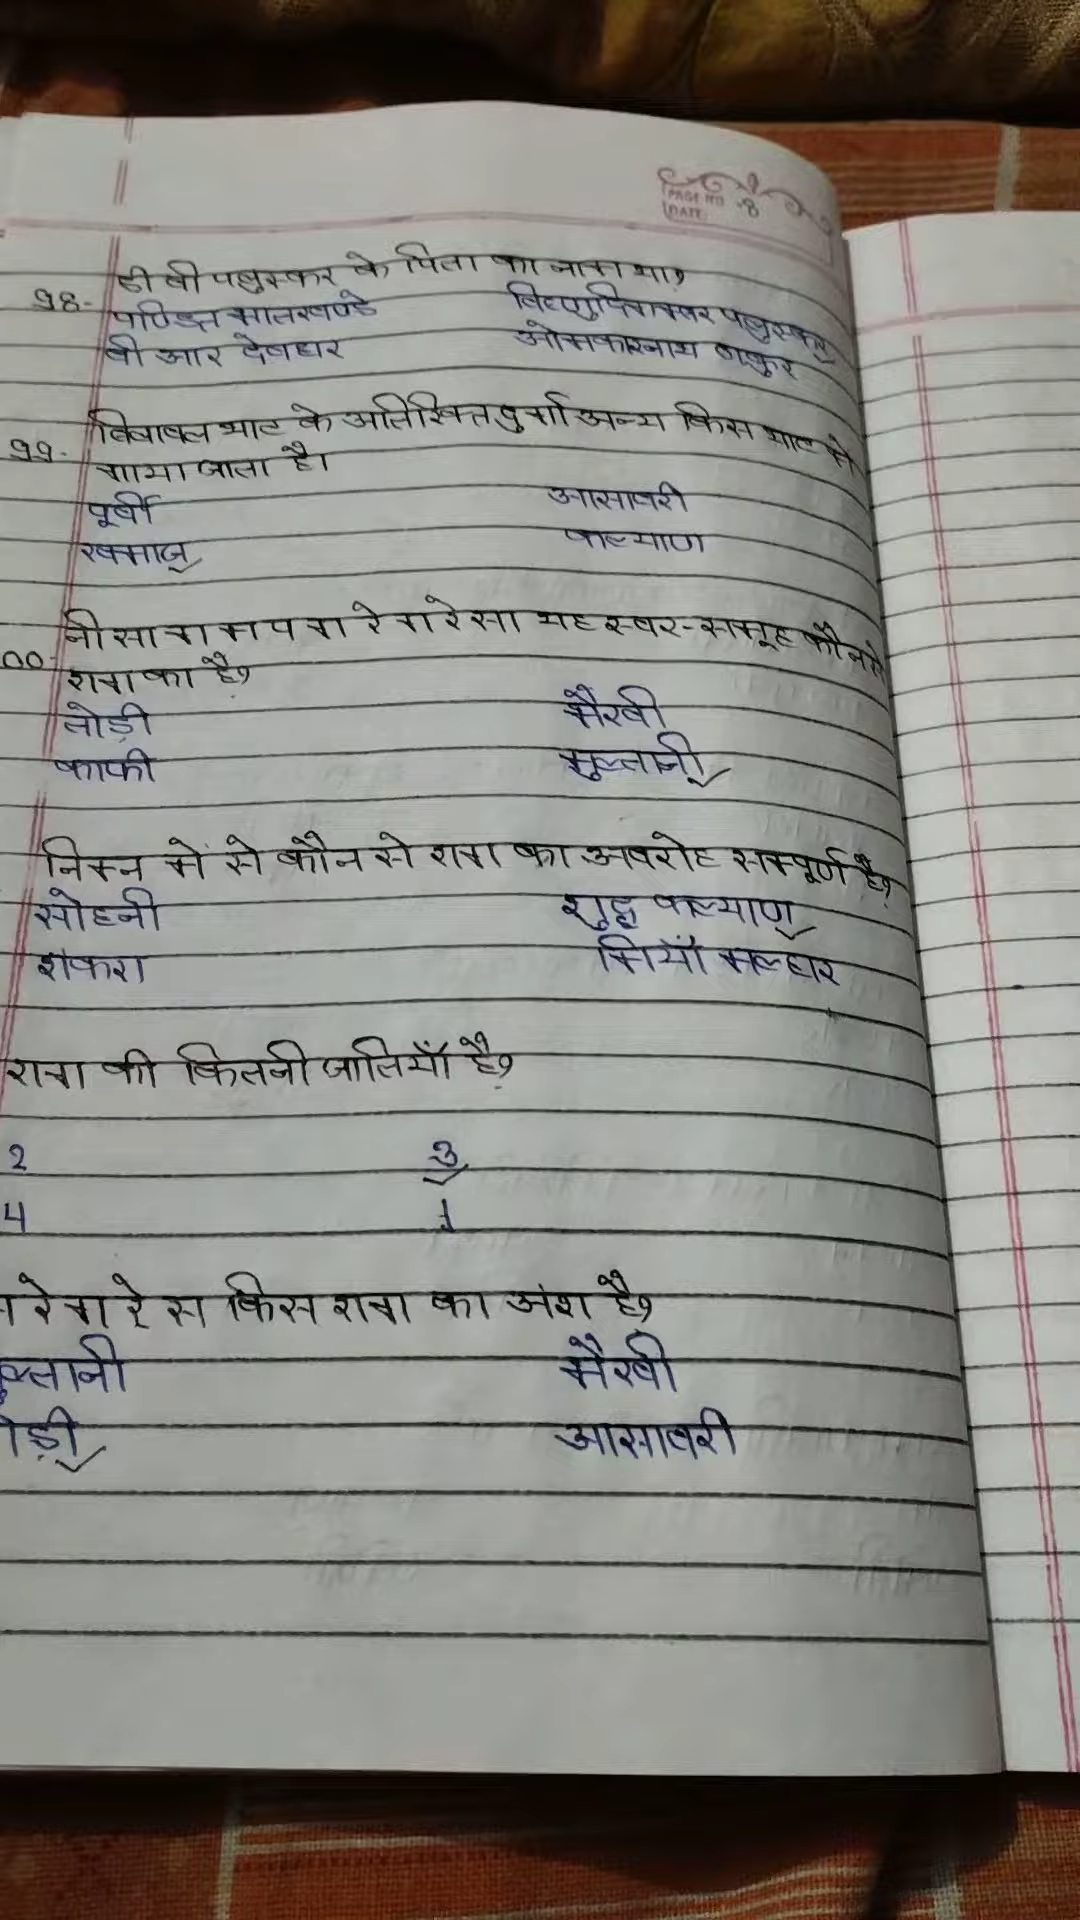 PAGE NO. 8
DATE
98. डी वी पलुस्कर के पिता का नाम था?
पण्डित भातखण्डे विष्णुदिगम्बर पलुस्कर
बी आर देवधर ओमकारनाथ ठाकुर
99. बिलावल थाट के अतिरिक्त दुर्गा अन्य किस थाट से
गाया जाता है।
पूर्वी आसावरी
खमाज कल्याण
00 नी सा ग म प ग रे ग रे सा यह स्वर-समूह कौन से
राग का है?
तोड़ी भैरवी
काफी मुल्तानी
निम्न में से कौन से राग का अवरोह सम्पूर्ण है?
सोहनी शुद्ध कल्याण
शंकरा मियाँ मल्हार
राग की कितनी जातियाँ है?
2 3
4 1
रे ग रे स किस राग का अंश है?
ल्तानी भैरवी
ोड़ी आसावरी